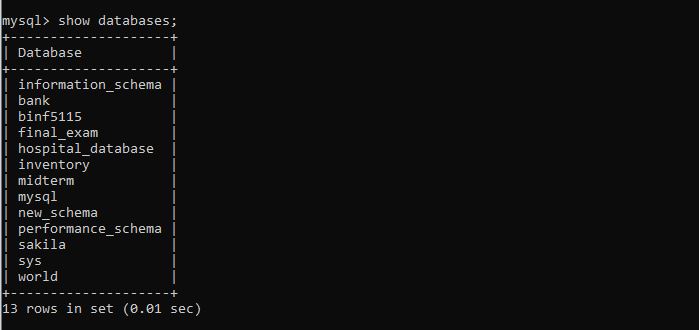 mysql> show databases;
+--------------------+
| Database           |
+--------------------+
| information_schema |
| bank               |
| binf5115           |
| final_exam         |
| hospital_database  |
| inventory          |
| midterm            |
| mysql              |
| new_schema         |
| performance_schema |
| sakila             |
| sys                |
| world              |
+--------------------+
13 rows in set (0.01 sec)